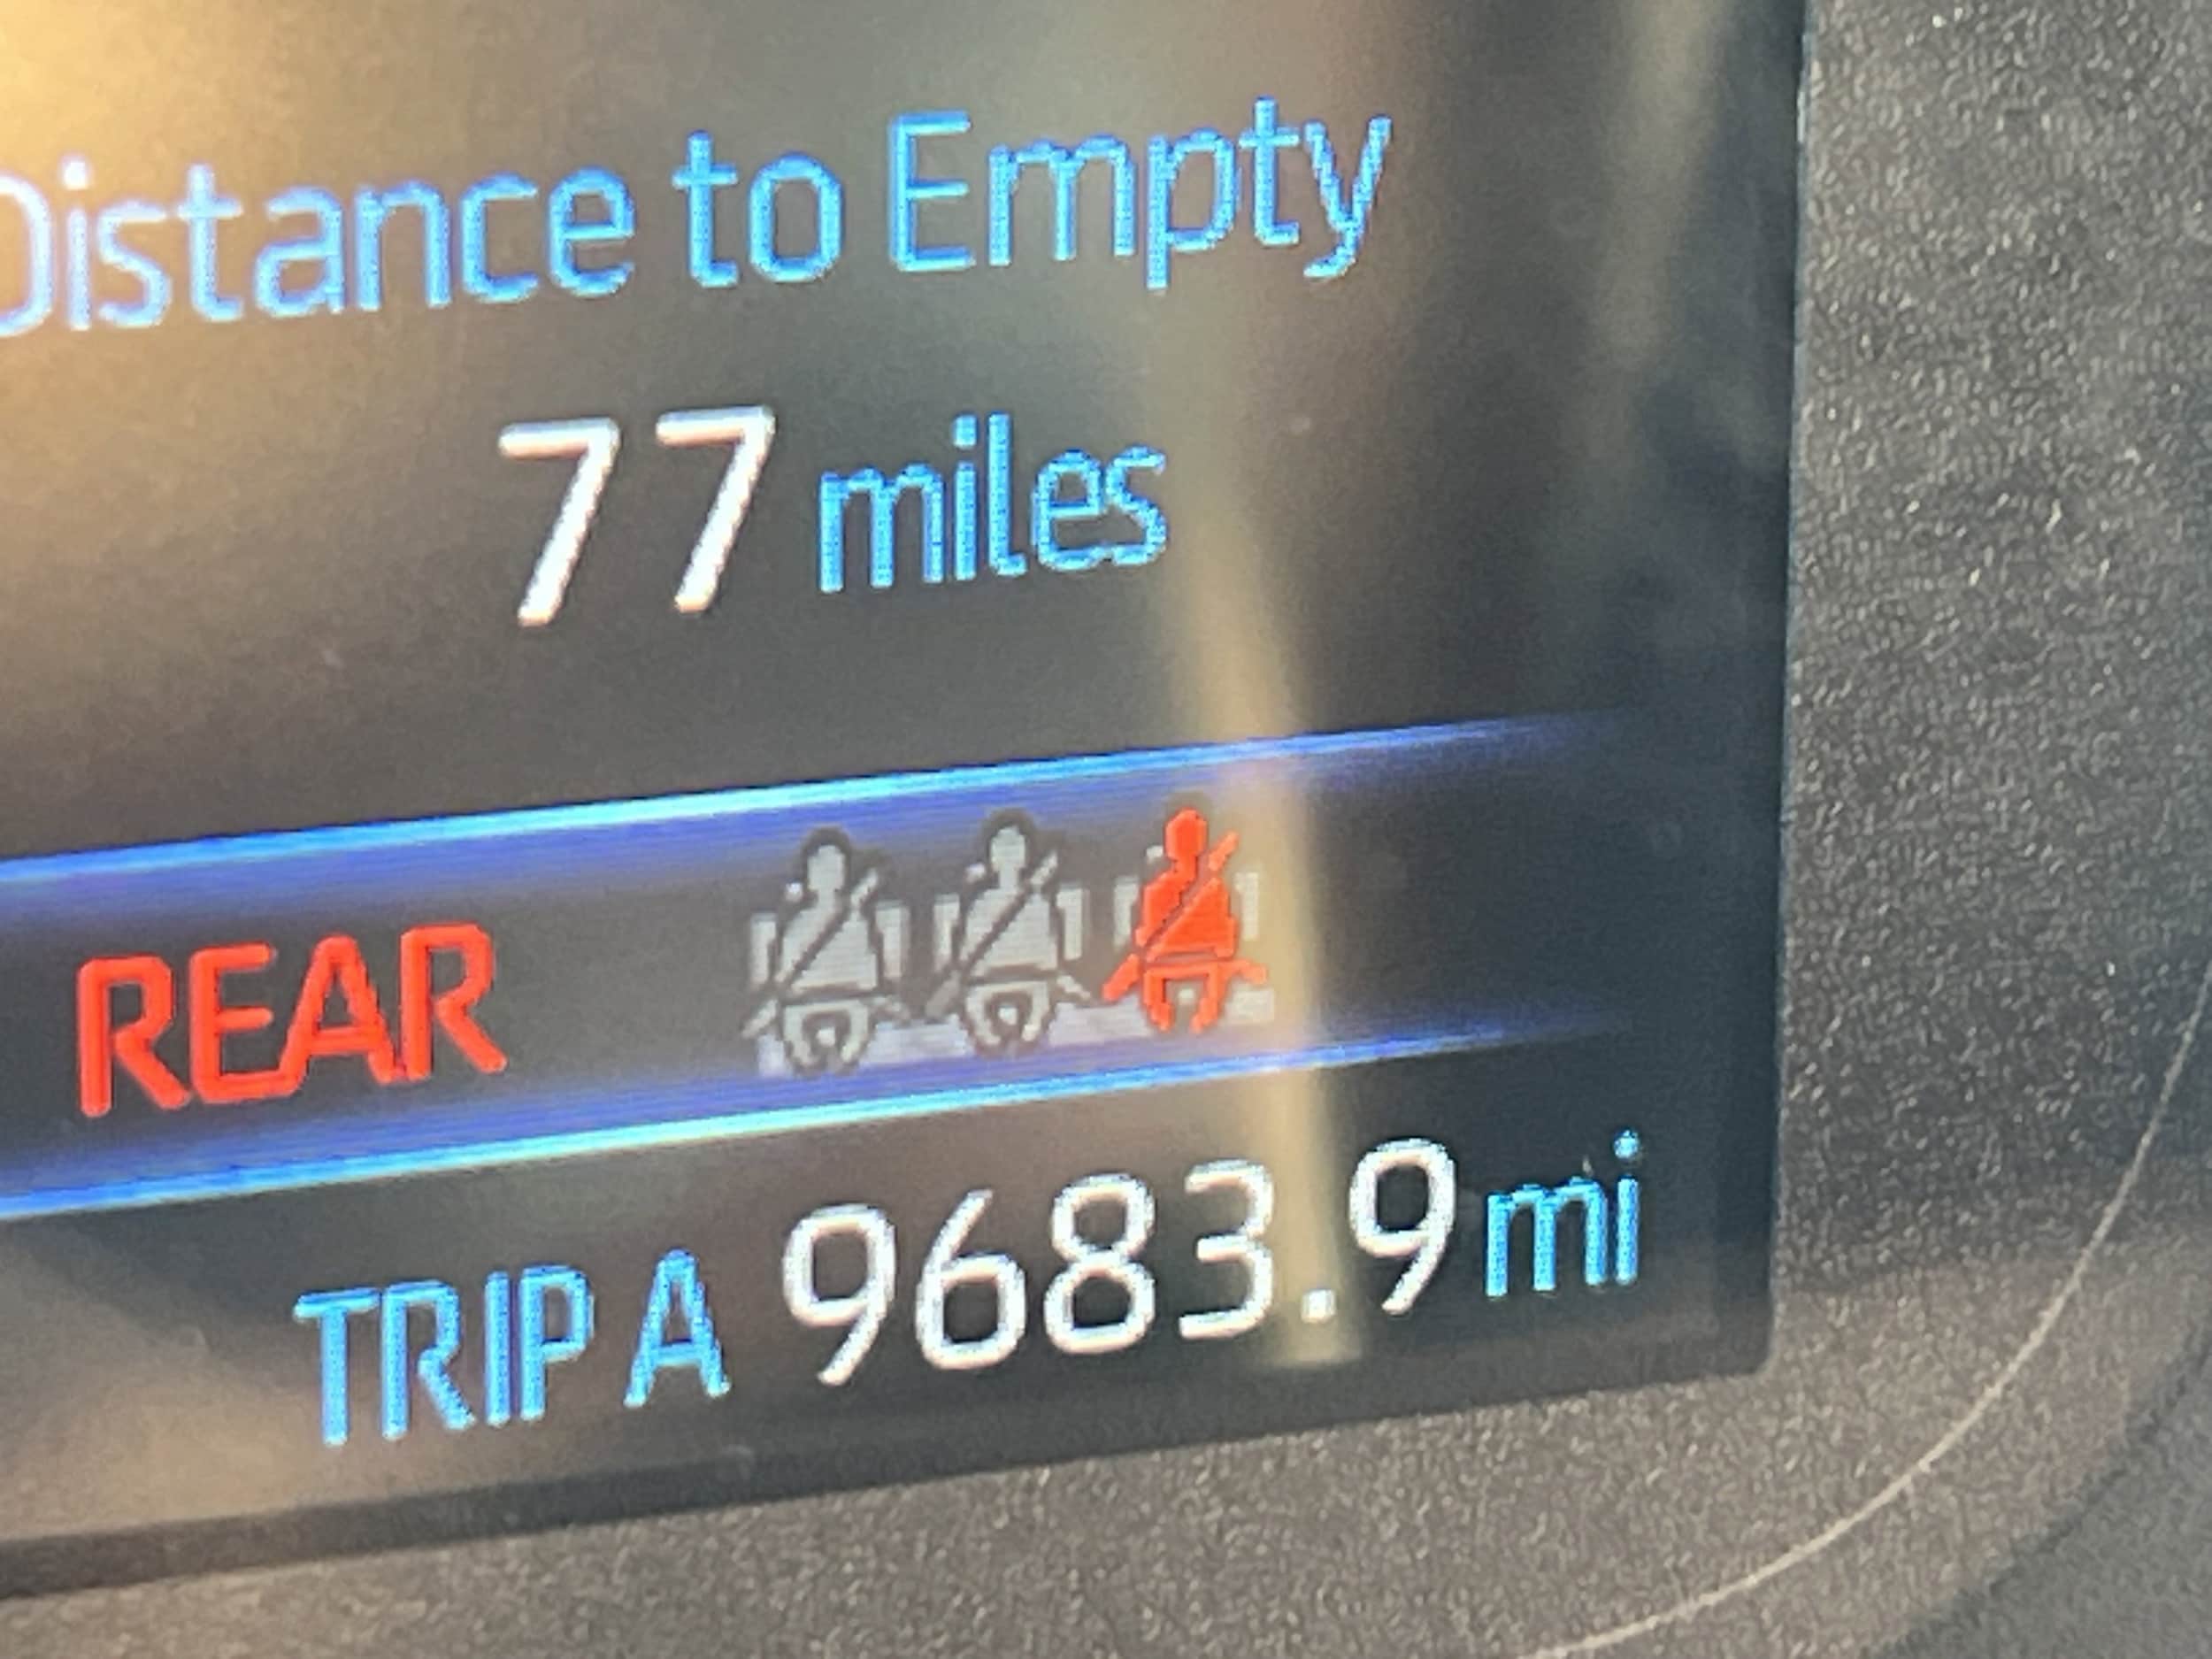 Distance to Empty
77 miles
REAR
TRIP A 9683.9 mi